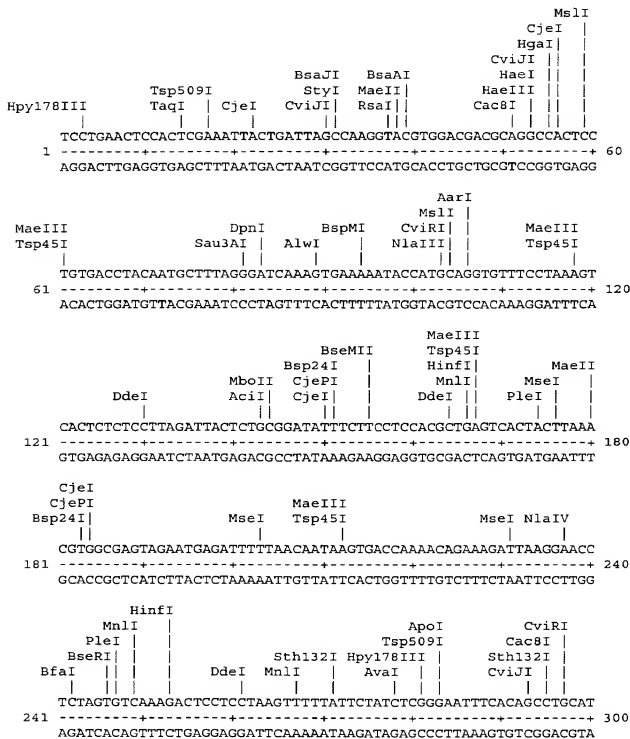 MslI
CjeI
HgaI
CviJI
BsaJI BsaAI HaeI
Tsp509I StyI MaeII HaeIII
Hpy178III TaqI CjeI CviJI RsaI Cac8I
TCCTGAACTCCACTCGAAATTACTGATTAGCCAAGGTACGTGGACGACGCAGGCCACTCC
1 ---------+---------+---------+---------+---------+---------+ 60
AGGACTTGAGGTGAGCTTTAATGACTAATCGGTTCCATGCACCTGCTGCGTCCGGTGAGG
AarI
MslI
MaeIII DpnI BspMI CviRI MaeIII
Tsp45I Sau3AI AlwI NlaIII Tsp45I
TGTGACCTACAATGCTTTAGGGATCAAAGTGAAAAATACCATGCAGGTGTTTCCTAAAGT
61 ---------+---------+---------+---------+---------+---------+ 120
ACACTGGATGTTACGAAATCCCTAGTTTCACTTTTTATGGTACGTCCACAAAGGATTTCA
MaeIII
BseMII Tsp45I
Bsp24I HinfI MaeII
MboII CjePI MnlI MseI
DdeI AciI CjeI DdeI PleI
CACTCTCTCCTTAGATTACTCTGCGGATATTTCTTCCTCCACGCTGAGTCACTACTTAAA
121 ---------+---------+---------+---------+---------+---------+ 180
GTGAGAGAGGAATCTAATGAGACGCCTATAAAGAAGGAGGTGCGACTCAGTGATGAATTT
CjeI
CjePI MaeIII
Bsp24I MseI Tsp45I MseI NlaIV
CGTGGCGAGTAGAATGAGATTTTTAACAATAAGTGACCAAAACAGAAAGATTAAGGAACC
181 ---------+---------+---------+---------+---------+---------+ 240
GCACCGCTCATCTTACTCTAAAAATTGTTATTCACTGGTTTTGTCTTTCTAATTCCTTGG
HinfI
MnlI ApoI CviRI
PleI Tsp509I Cac8I
BseRI Sth132I Hpy178III Sth132I
BfaI DdeI MnlI AvaI CviJI
TCTAGTGTCAAAGACTCCTCCTAAGTTTTTATTCTATCTCGGGAATTTCACAGCCTGCAT
241 ---------+---------+---------+---------+---------+---------+ 300
AGATCACAGTTTCTGAGGAGGATTCAAAAATAAGATAGAGCCCTTAAAGTGTCGGACGTA